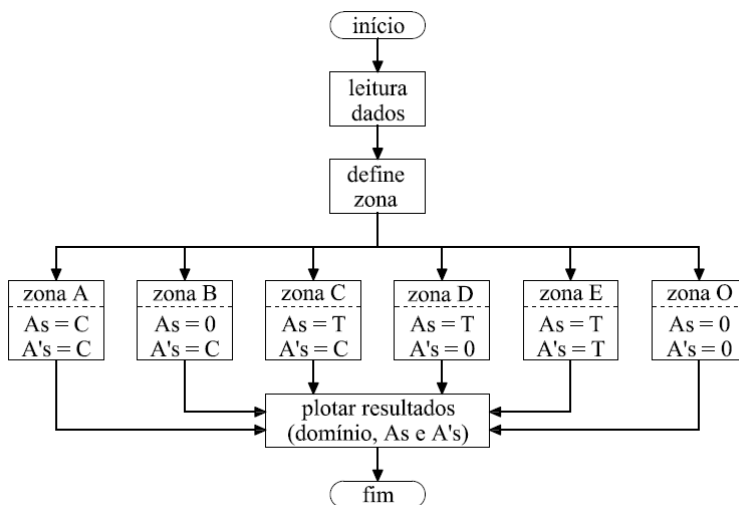 início
leitura
dados
define
zona
zona A
As = C
A's = C
zona B
As = 0
A's = C
zona C
As = T
A's = C
zona D
As = T
A's = 0
zona E
As = T
A's = T
zona O
As = 0
A's = 0
plotar resultados
(domínio, As e A's)
fim